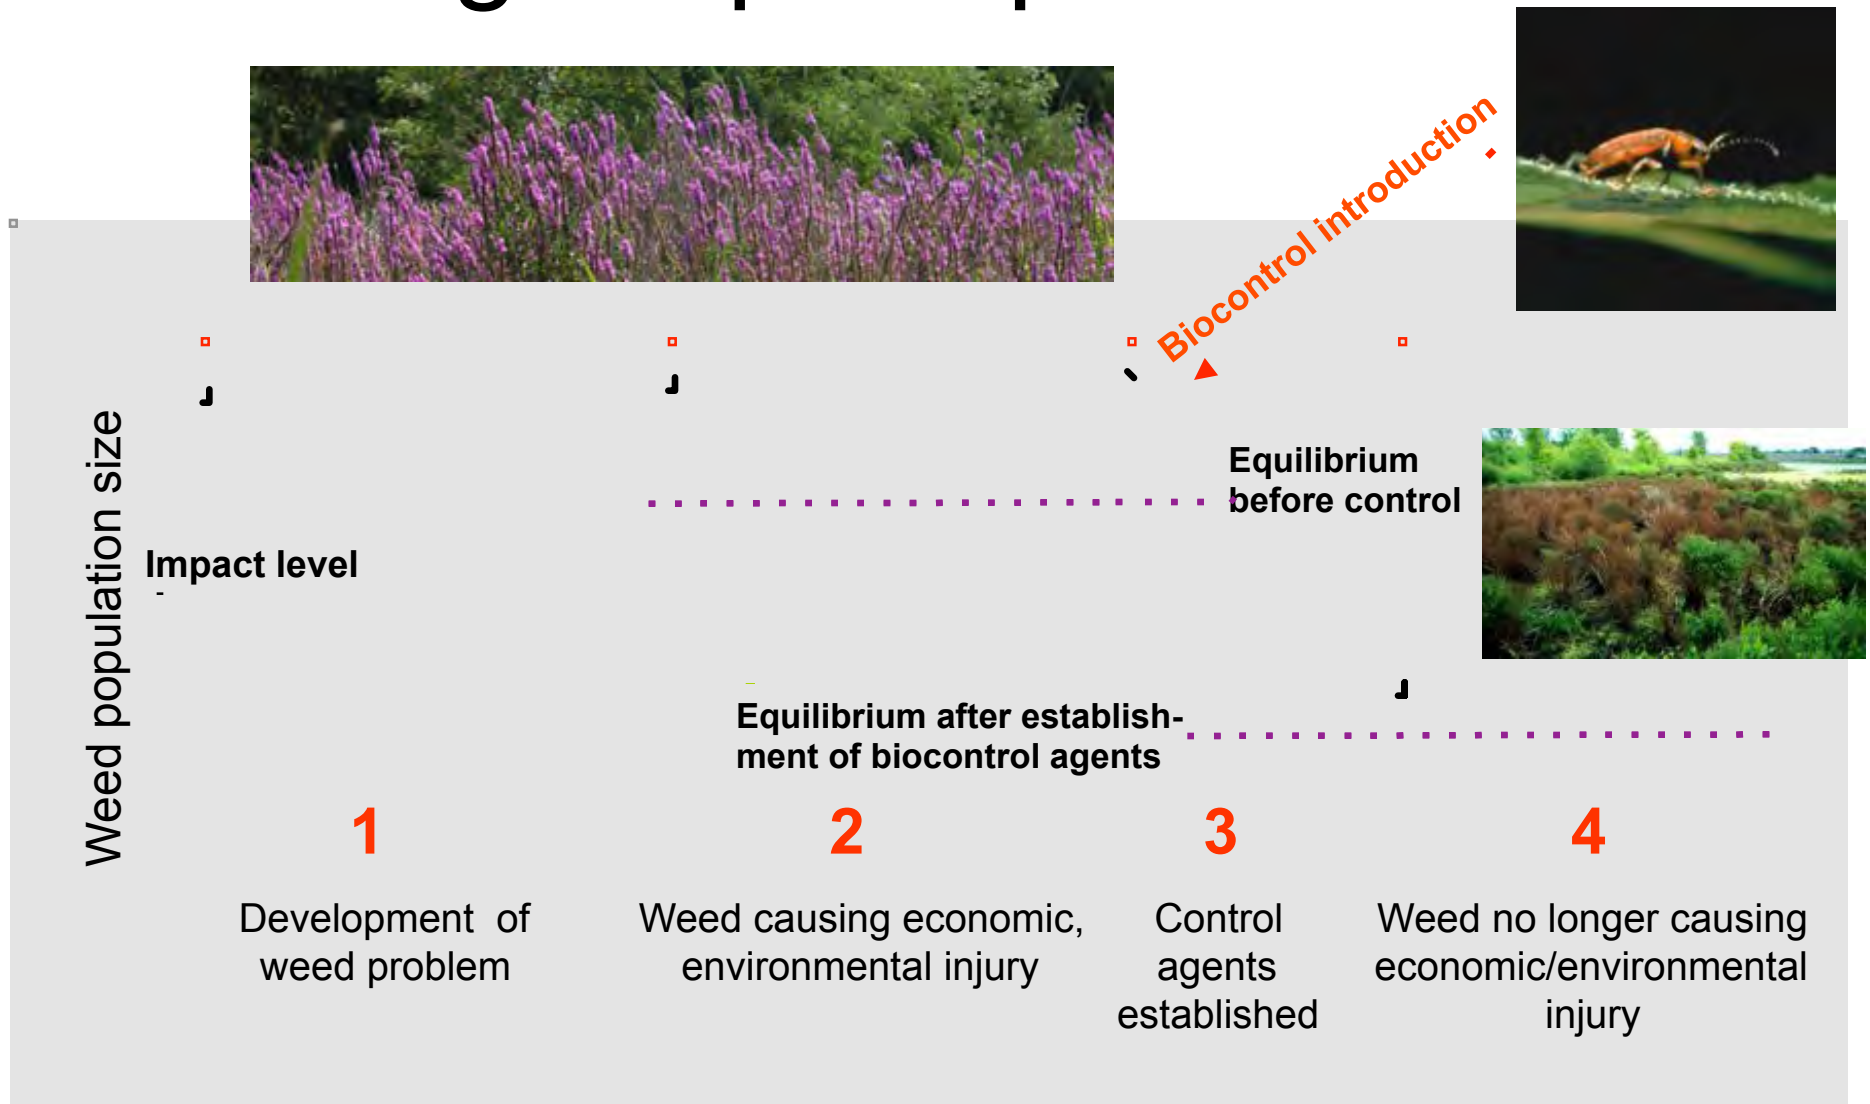 Biocontrol introduction
Weed population size
Equilibrium
before control
Impact level
Equilibrium after establish-
ment of biocontrol agents
1
2
3
4
Development of
weed problem
Weed causing economic,
environmental injury
Control
agents
established
Weed no longer causing
economic/environmental
injury